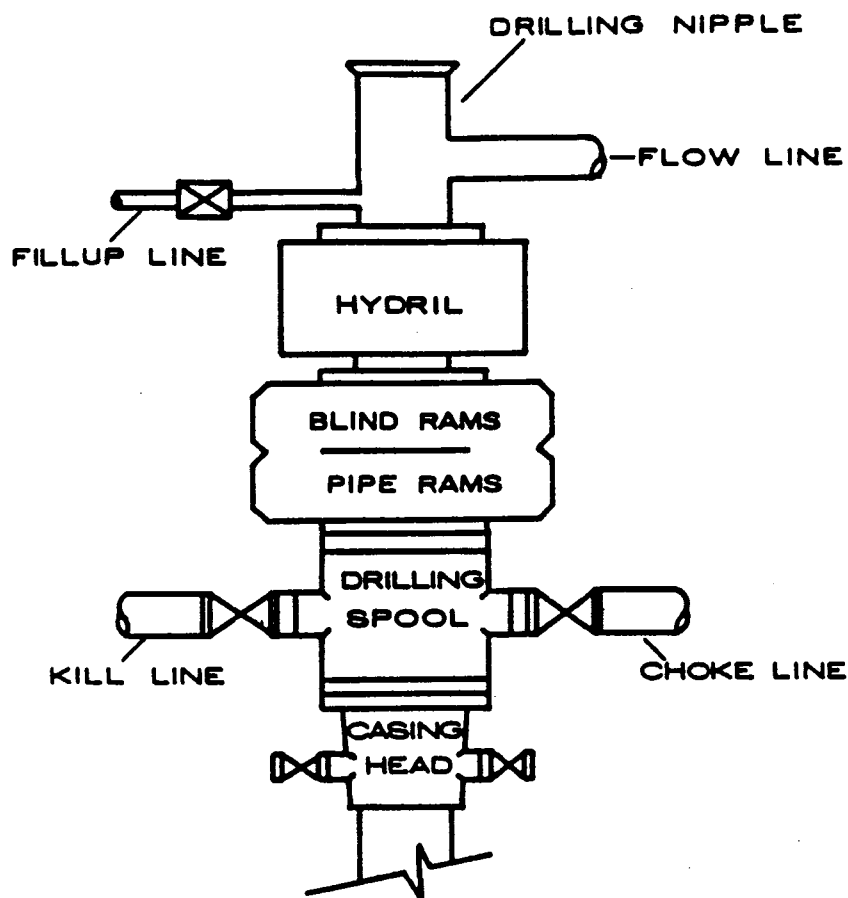 DRILLING NIPPLE
FLOW LINE
FILLUP LINE
HYDRIL
BLIND RAMS
PIPE RAMS
DRILLING
SPOOL
KILL LINE
CHOKE LINE
CASING
HEAD